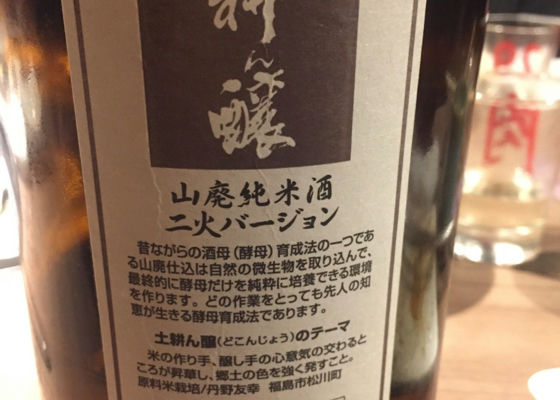 耕
ん
醸
山廃純米酒
二火バージョン
昔ながらの酒母（酵母）育成法の一つであ
る山廃仕込は自然の微生物を取り込んで、
最終的に酵母だけを純粋に培養できる環境
を作ります。どの作業をとっても先人の知
恵が生きる酵母育成法であります。
土耕ん醸（どこんじょう）のテーマ
米の作り手、醸し手の心意気の交わると
ころが昇華し、郷土の色を強く発すこと。
原料米栽培/丹野友幸　福島市松川町